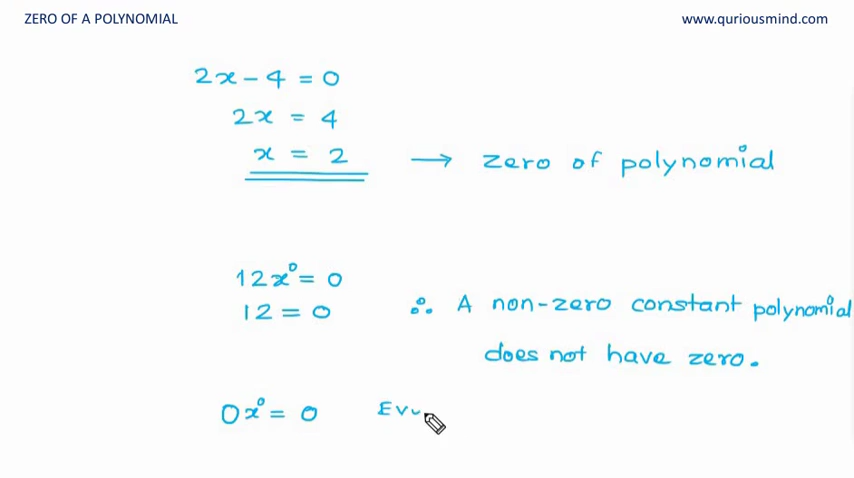 ZERO OF A POLYNOMIAL
www.quriousmind.com
2x - 4 = 0
2x = 4
x = 2 → zero of polynomial
12x⁰ = 0
12 = 0 ∴ A non-zero constant polynomial
does not have zero.
0x⁰ = 0